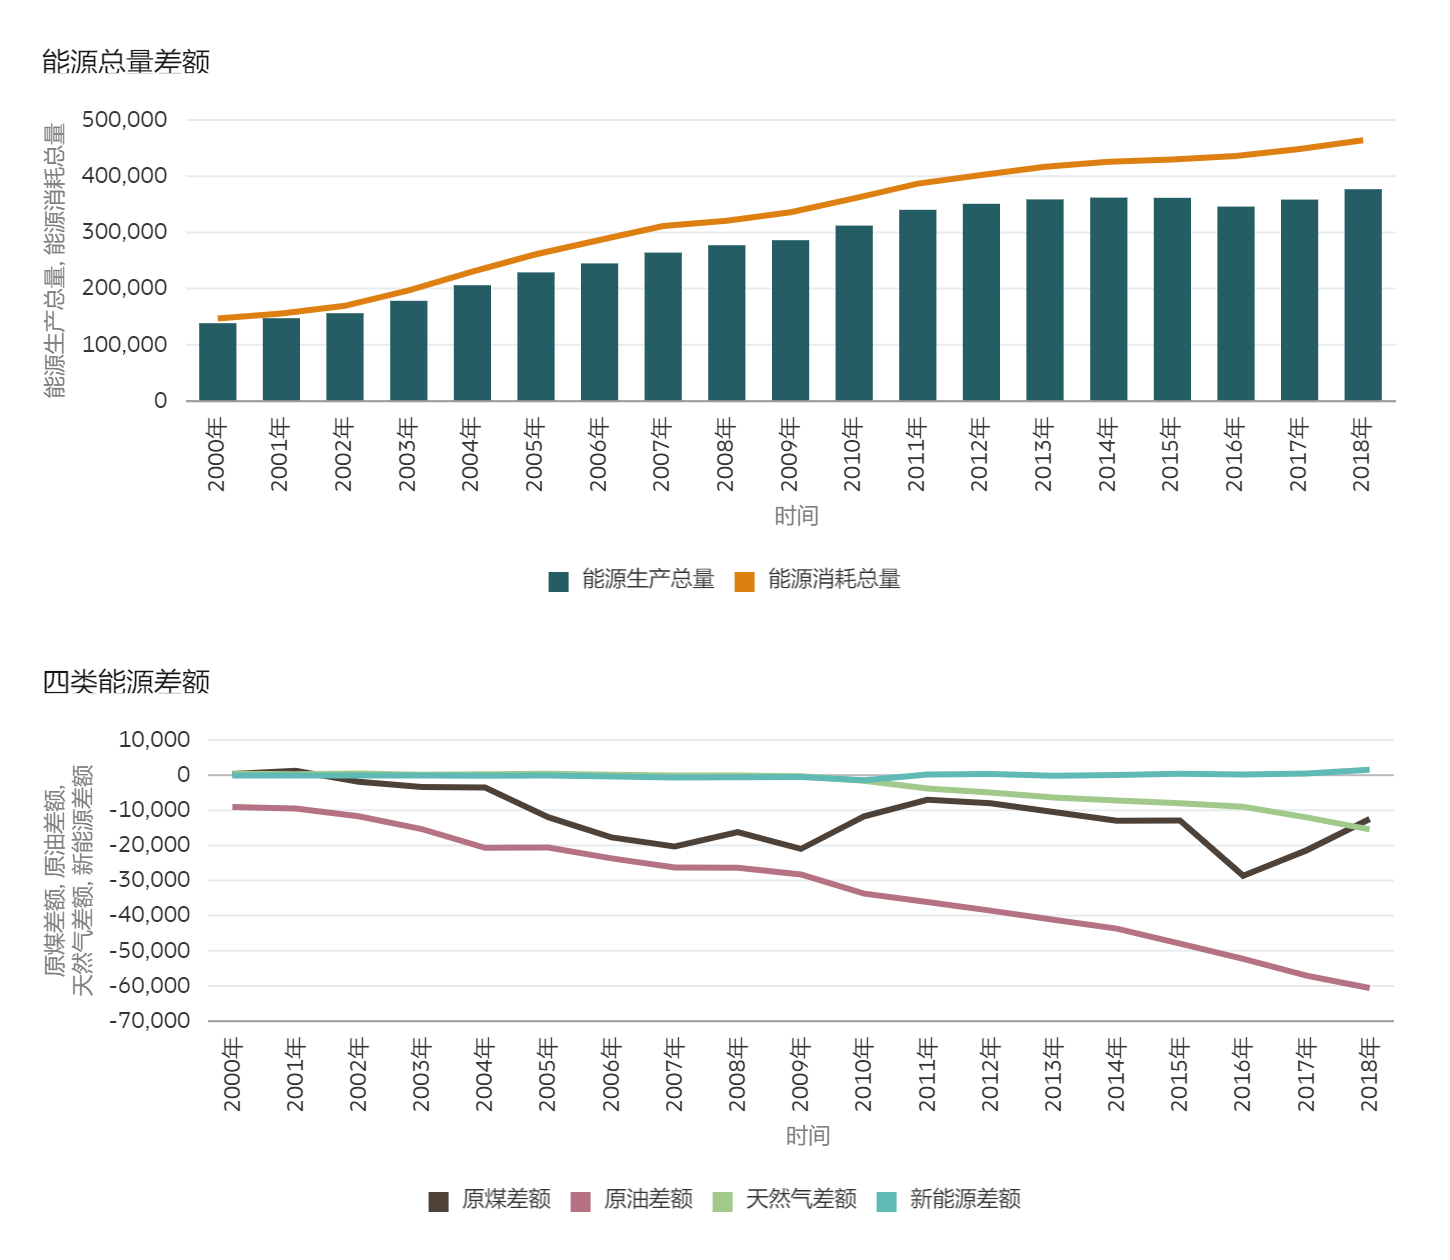 能源总量差额
能源生产总量, 能源消耗总量
500,000
400,000
300,000
200,000
100,000
0
2000年
2001年
2002年
2003年
2004年
2005年
2006年
2007年
2008年
2009年
2010年
2011年
2012年
2013年
2014年
2015年
2016年
2017年
2018年
时间
能源生产总量
能源消耗总量
四类能源差额
原煤差额, 原油差额,
天然气差额, 新能源差额
10,000
0
-10,000
-20,000
-30,000
-40,000
-50,000
-60,000
-70,000
2000年
2001年
2002年
2003年
2004年
2005年
2006年
2007年
2008年
2009年
2010年
2011年
2012年
2013年
2014年
2015年
2016年
2017年
2018年
时间
原煤差额
原油差额
天然气差额
新能源差额